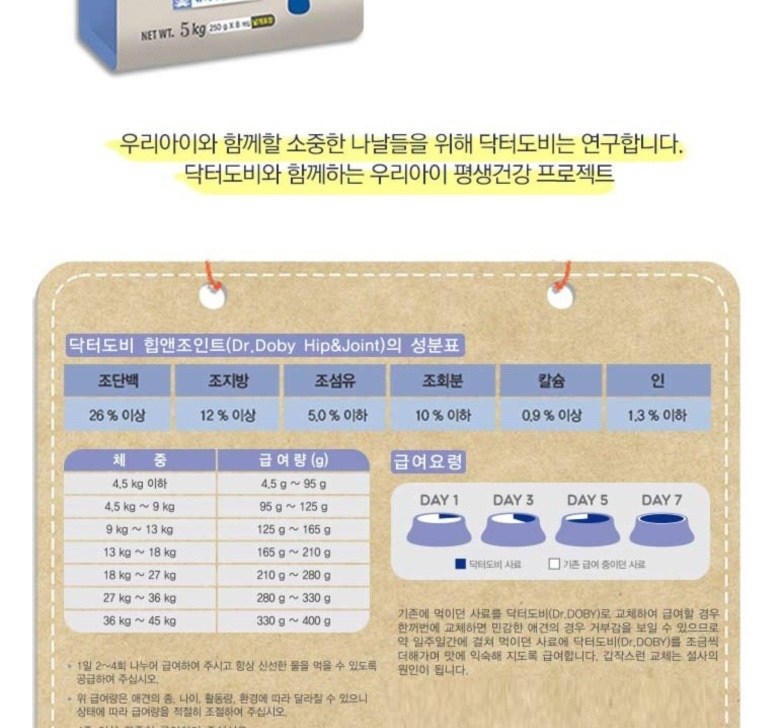 NET WT. 5 kg 250 g X 8
우리아이와 함께할 소중한 나날들을 위해 닥터도비는 연구합니다.
닥터도비와 함께하는 우리아이 평생건강 프로젝트
닥터도비 힙앤조인트(Dr.Doby Hip&Joint)의 성분표
조단백 조지방 조섬유 조회분 칼슘 인
26 % 이상 12 % 이상 5.0 % 이하 10 % 이하 0.9 % 이상 1.3 % 이하
체 중 급여량 (g)
4.5 kg 이하 4.5 g ~ 95 g
4.5 kg ~ 9 kg 95 g ~ 125 g
9 kg ~ 13 kg 125 g ~ 165 g
13 kg ~ 18 kg 165 g ~ 210 g
18 kg ~ 27 kg 210 g ~ 280 g
27 kg ~ 36 kg 280 g ~ 330 g
36 kg ~ 45 kg 330 g ~ 400 g
• 1일 2~4회 나누어 급여하여 주시고 항상 신선한 물을 먹을 수 있도록
공급하여 주십시오.
• 위 급여량은 애견의 종, 나이, 활동량, 환경에 따라 달라질 수 있으니
상태에 따라 급여량을 적절히 조절하여 주십시오.
급여요령
DAY 1 DAY 3 DAY 5 DAY 7
닥터도비 사료 기존 급여 중이던 사료
기존에 먹이던 사료를 닥터도비(Dr.DOBY)로 교체하여 급여할 경우
한꺼번에 교체하면 민감한 애견의 경우 거부감을 보일 수 있으므로
약 일주일간에 걸쳐 먹이던 사료에 닥터도비(Dr.DOBY)를 조금씩
더해가며 맛에 익숙해 지도록 급여합니다. 갑작스런 교체는 설사의
원인이 됩니다.